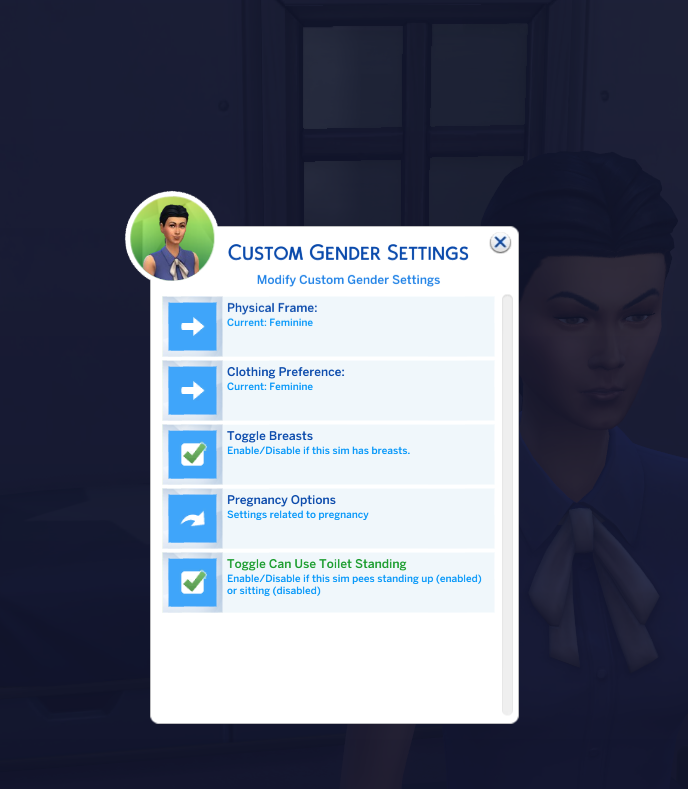 Custom Gender Settings
Modify Custom Gender Settings
Physical Frame:
Current: Feminine
Clothing Preference:
Current: Feminine
Toggle Breasts
Enable/Disable if this sim has breasts.
Pregnancy Options
Settings related to pregnancy
Toggle Can Use Toilet Standing
Enable/Disable if this sim pees standing up (enabled)
or sitting (disabled)